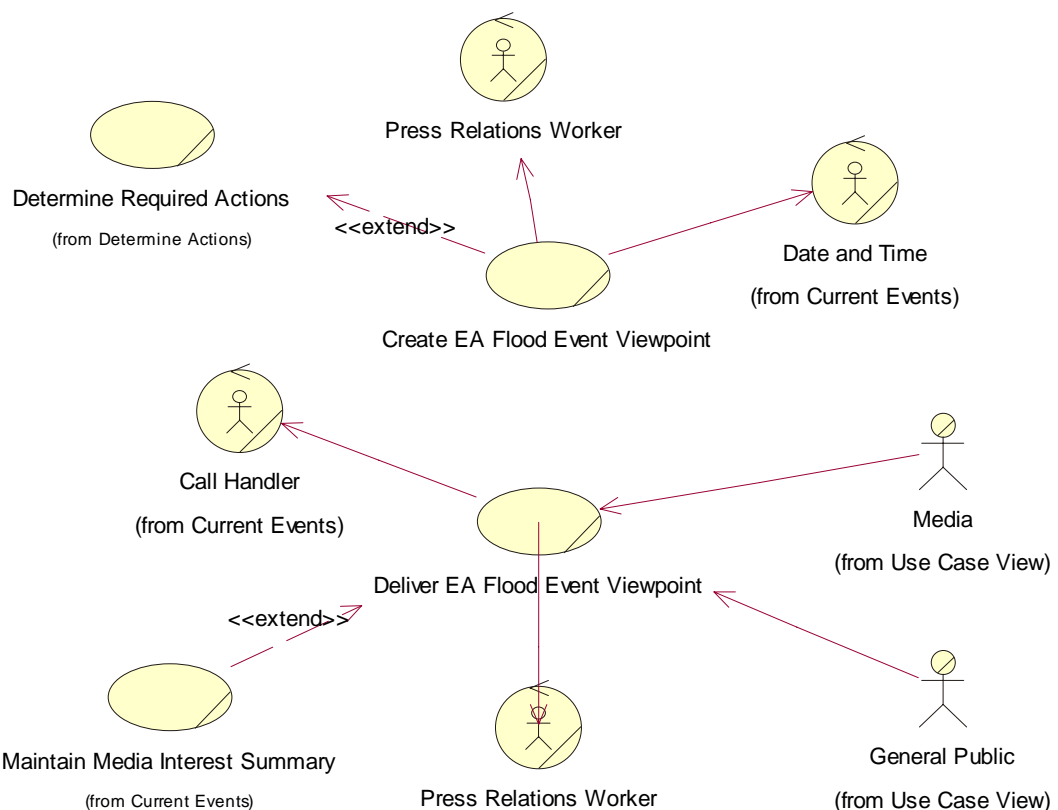 Press Relations Worker
Determine Required Actions
(from Determine Actions)
<<extend>>
Date and Time
(from Current Events)
Create EA Flood Event Viewpoint
Call Handler
(from Current Events)
Media
(from Use Case View)
Deliver EA Flood Event Viewpoint
<<extend>>
General Public
(from Use Case View)
Maintain Media Interest Summary
(from Current Events)
Press Relations Worker